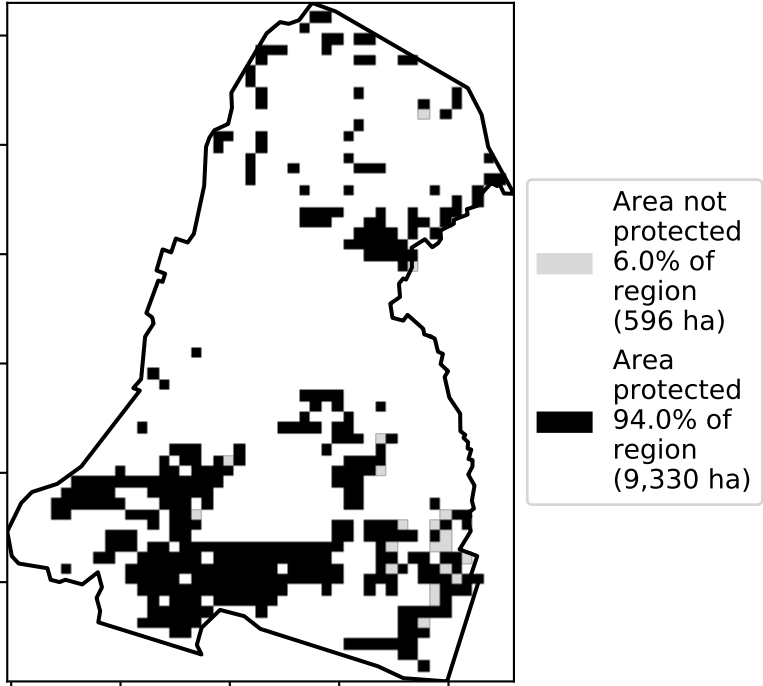 Area not
protected
6.0% of
region
(596 ha)
Area
protected
94.0% of
region
(9,330 ha)